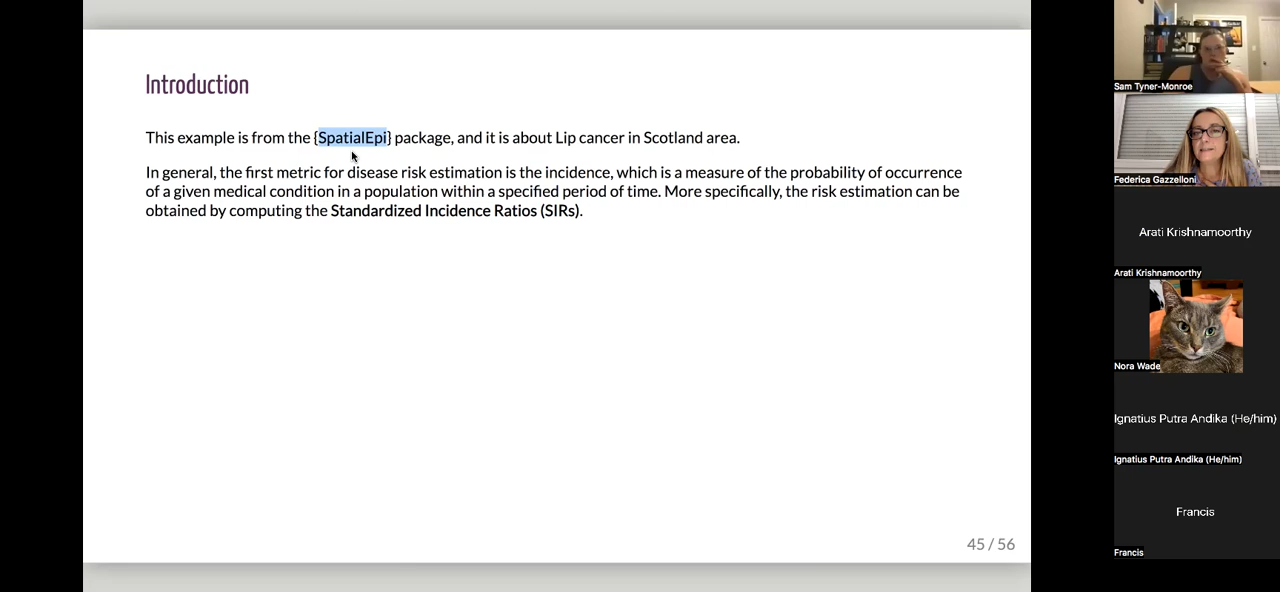 Introduction
This example is from the {SpatialEpi} package, and it is about Lip cancer in Scotland area.
In general, the first metric for disease risk estimation is the incidence, which is a measure of the probability of occurrence
of a given medical condition in a population within a specified period of time. More specifically, the risk estimation can be
obtained by computing the Standardized Incidence Ratios (SIRs).
45 / 56
Sam Tyner-Monroe
Federica Gazzelloni
Arati Krishnamoorthy
Arati Krishnamoorthy
Nora Wade
Ignatius Putra Andika (He/him)
Ignatius Putra Andika (He/him)
Francis
Francis